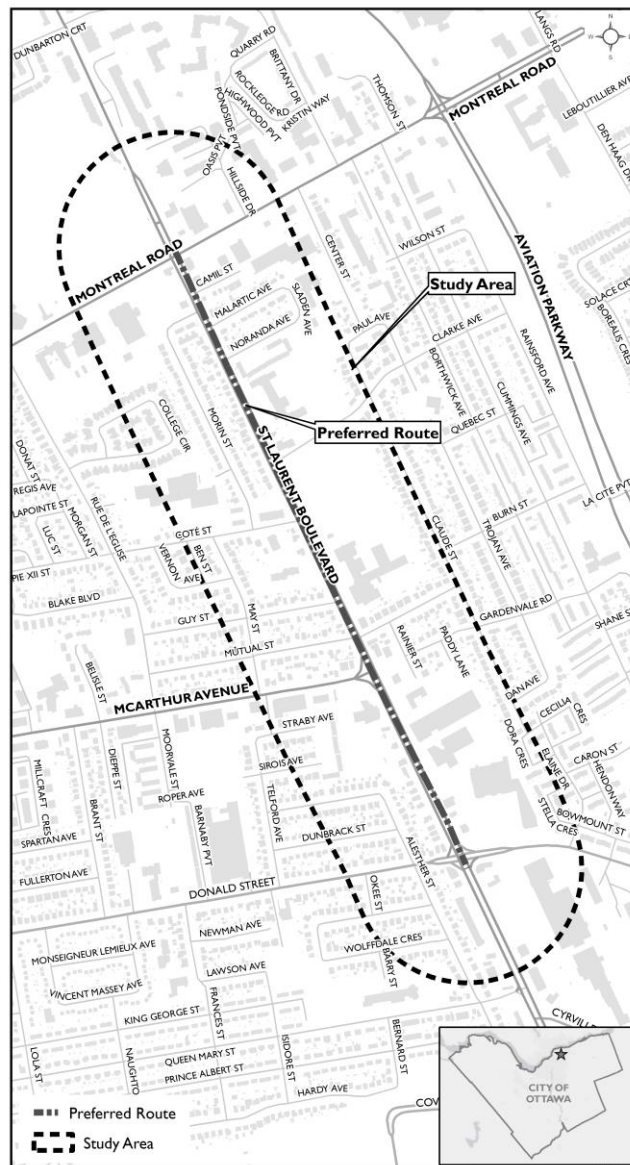 DUNBARTON CRT
QUARRY RD
BRITTANY DR
ROCKLEDGE RD
HIGHWOOD PVT
KRISTIN WAY
PONDSIDE PVT
OASIS PVT
HILLSIDE DR
THOMSON ST
LANGS RD
N
W
E
S
MONTREAL ROAD
LEBOUTILLIER AVE
DEN HAAG DR
MONTREAL ROAD
CAMIL ST
MALARTIC AVE
NORANDA AVE
SLADEN AVE
CENTER ST
WILSON ST
AVIATION PARKWAY
SOLACE CRT
BOREALIS CRES
Study Area
PAUL AVE
CLARKE AVE
RAINSFORD AVE
BORTHWICK AVE
CUMMINGS AVE
QUEBEC ST
Preferred Route
COLLEGE CIR
MORIN ST
ST LAURENT BOULEVARD
DONAT ST
REGIS AVE
LAPOINTE ST
LUC ST
MORGAN ST
RUE DE L'EGLISE
COTÉ ST
BEN ST
VERNON AVE
PIE XII ST
BLAKE BLVD
GUY ST
MAY ST
MUTUAL ST
LA CITE PVT
BURN ST
CLAUDE ST
TROJAN AVE
GARDENVALE RD
SHANE ST
RAINIER ST
PADDY LANE
BELISLE ST
MCARTHUR AVENUE
STRABY AVE
SIROIS AVE
DAN AVE
CECILIA CRES
DORA CRES
ELAINE DR
CARON ST
HENDON WAY
BOWMOUNT ST
STELLA CRES
MILLCRAFT CRES
DIEPPE ST
MOORVALE ST
ROPER AVE
BARNABY PVT
TELFORD AVE
DUNBRACK ST
SPARTAN AVE
BRANT ST
FULLERTON AVE
DONALD STREET
ALESTHER ST
OKEE ST
NEWMAN AVE
WOLFFDALE CRES
MONSEIGNEUR LEMIEUX AVE
LAWSON AVE
BARRY ST
VINCENT MASSEY AVE
KING GEORGE ST
FRANCES ST
QUEEN MARY ST
PRINCE ALBERT ST
ISIDORE ST
BERNARD ST
LOLA ST
NAUGHTO
HARDY AVE
CYRVILLE
COV
CITY OF
OTTAWA
Preferred Route
Study Area